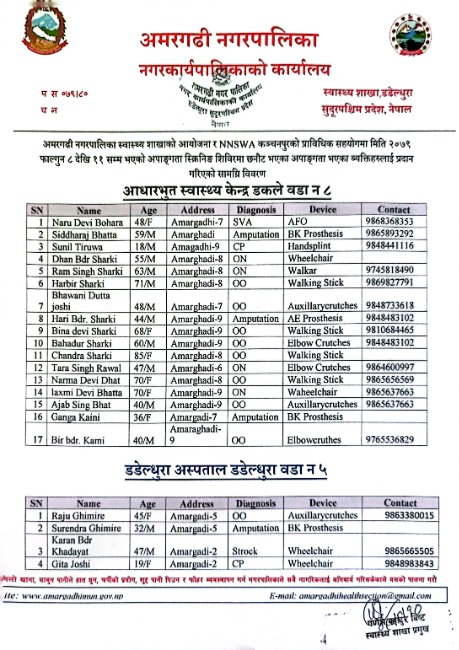 अमरगढी नगरपालिका
नगरकार्यपालिकाको कार्यालय
प स ०७९।८०
च न
स्वास्थ्य शाखा,डडेल्धुरा
सुदूरपश्चिम प्रदेश, नेपाल
अमरगढी नगरपालिका स्वास्थ्य शाखाको आयोजना र NNSWA कञ्चनपुरको प्राविधिक सहयोगमा मिति २०७९
फाल्गुन ८ देखि ११ सम्म भएको अपाङ्गता स्क्रिनिङ शिविरमा छनौट भएका अपाङ्गता भएका ब्यक्तिहरुलाई प्रदान
गरिएको सामग्रि विवरण
आधारभुत स्वास्थ्य केन्द्र डकले वडा न ८
SN Name Age Address Diagnosis Device Contact
1 Naru Devi Bohara 48/F Amargadhi-7 SVA AFO 9868368353
2 Siddharaj Bhatta 59/M Amarghadi Amputation BK Prosthesis 9865893292
3 Sunil Tiruwa 18/M Amagadhi-9 CP Handsplint 9848441116
4 Dhan Bdr Sharki 55/M Amarghadi-8 ON Wheelchair
5 Ram Singh Sharki 63/M Amarghadi-8 ON Walkar 9745818490
6 Harbir Sharki 71/M Amarghadi-8 OO Walking Stick 9869827791
7 Bhawani Dutta joshi 48/M Amarghadi-7 OO Auxillarycrutches 9848733618
8 Hari Bdr. Sharki 44/M Amarghadi-9 Amputation AE Prosthesis 9848483102
9 Bina devi Sharki 68/F Amarghadi-9 OO Walking Stick 9810684465
10 Bahadur Sharki 60/M Amarghadi-9 OO Elbow Crutches 9848483102
11 Chandra Sharki 85/F Amarghadi-8 OO Walking Stick
12 Tara Singh Rawal 47/M Amarghadi-6 ON Elbow Crutches 9864600997
13 Narma Devi Dhat 70/F Amarghadi-8 OO Walking Stick 9865656569
14 laxmi Devi Bhatta 70/F Amarghadi-9 ON Waheelchair 9865637663
15 Ajab Sing Bhat 40/M Amarghadi-9 OO Auxillarycrutches 9865637663
16 Ganga Kaini 36/F Amargadi-7 Amputation BK Prosthesis
17 Bir bdr. Kami 40/M Amaraghadi-9 OO Elbowcruthes 9765536829
डडेल्धुरा अस्पताल डडेल्धुरा वडा न ५
SN Name Age Address Diagnosis Device Contact
1 Raju Ghimire 45/F Amargadi-5 OO Auxillarycrutches 9863380015
2 Surendra Ghimire 32/M Amargadi-5 Amputation BK Prosthesis
3 Karan Bdr Khadayat 47/M Amargadi-2 Strock Wheelchair 9865665505
4 Gita Joshi 19/F Amargadi-2 CP Wheelchair 9848983843
खाना, साबुन पानीले हात धुन, चर्पीको प्रयोग, शुद्द पानी पिउन र फोहर ब्यवस्थापन गर्न नगरपालिकाले सबै नागरिकलाई अनिवार्य गरिसकेकोले
ite: www.amargadhimun.gov.np E-mail: amargadhihealthsection@gmail.com
स्वास्थ्य शाखा प्रमुख